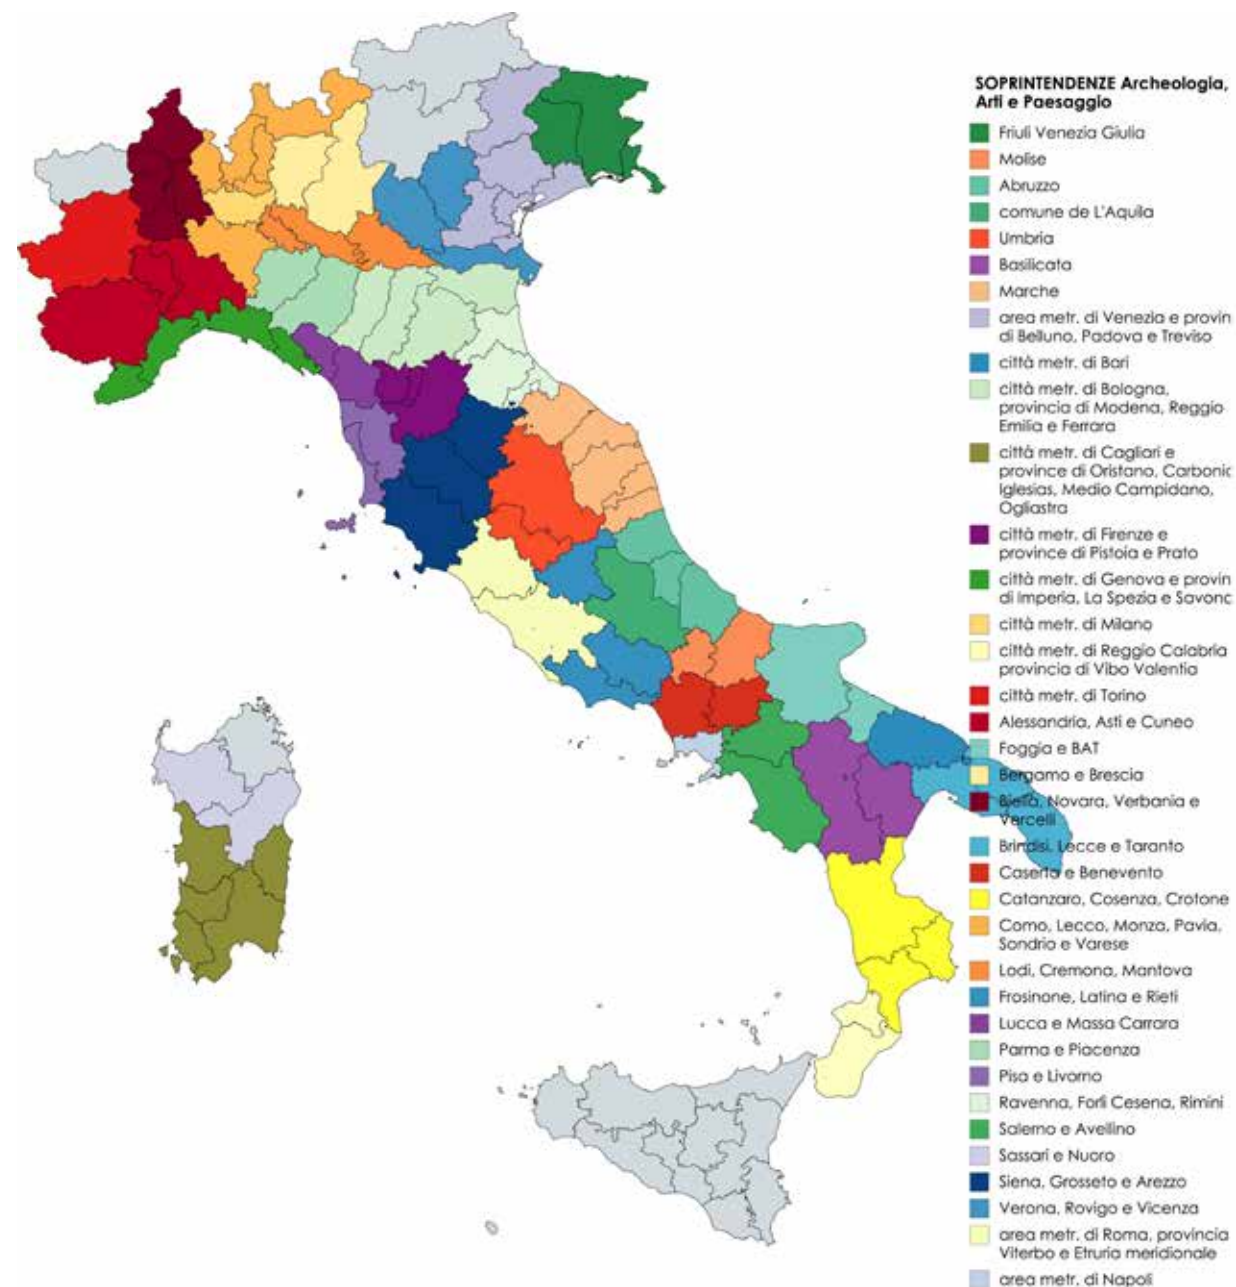 SOPRINTENDENZE Archeologia,
Arti e Paesaggio
Friuli Venezia Giulia
Molise
Abruzzo
comune de L'Aquila
Umbria
Basilicata
Marche
area metr. di Venezia e provin
di Belluno, Padova e Treviso
città metr. di Bari
città metr. di Bologna,
provincia di Modena, Reggio
Emilia e Ferrara
città metr. di Cagliari e
province di Oristano, Carbonic
Iglesias, Medio Campidano,
Ogliastra
città metr. di Firenze e
province di Pistoia e Prato
città metr. di Genova e provin
di Imperia, La Spezia e Savonc
città metr. di Milano
città metr. di Reggio Calabria
provincia di Vibo Valentia
città metr. di Torino
Alessandria, Asti e Cuneo
Foggia e BAT
Bergamo e Brescia
Biella, Novara, Verbania e
Vercelli
Brindisi, Lecce e Taranto
Caserta e Benevento
Catanzaro, Cosenza, Crotone
Como, Lecco, Monza, Pavia,
Sondrio e Varese
Lodi, Cremona, Mantova
Frosinone, Latina e Rieti
Lucca e Massa Carrara
Parma e Piacenza
Pisa e Livorno
Ravenna, Forlì Cesena, Rimini
Salerno e Avellino
Sassari e Nuoro
Siena, Grosseto e Arezzo
Verona, Rovigo e Vicenza
area metr. di Roma, provincia
Viterbo e Etruria meridionale
area metr. di Napoli